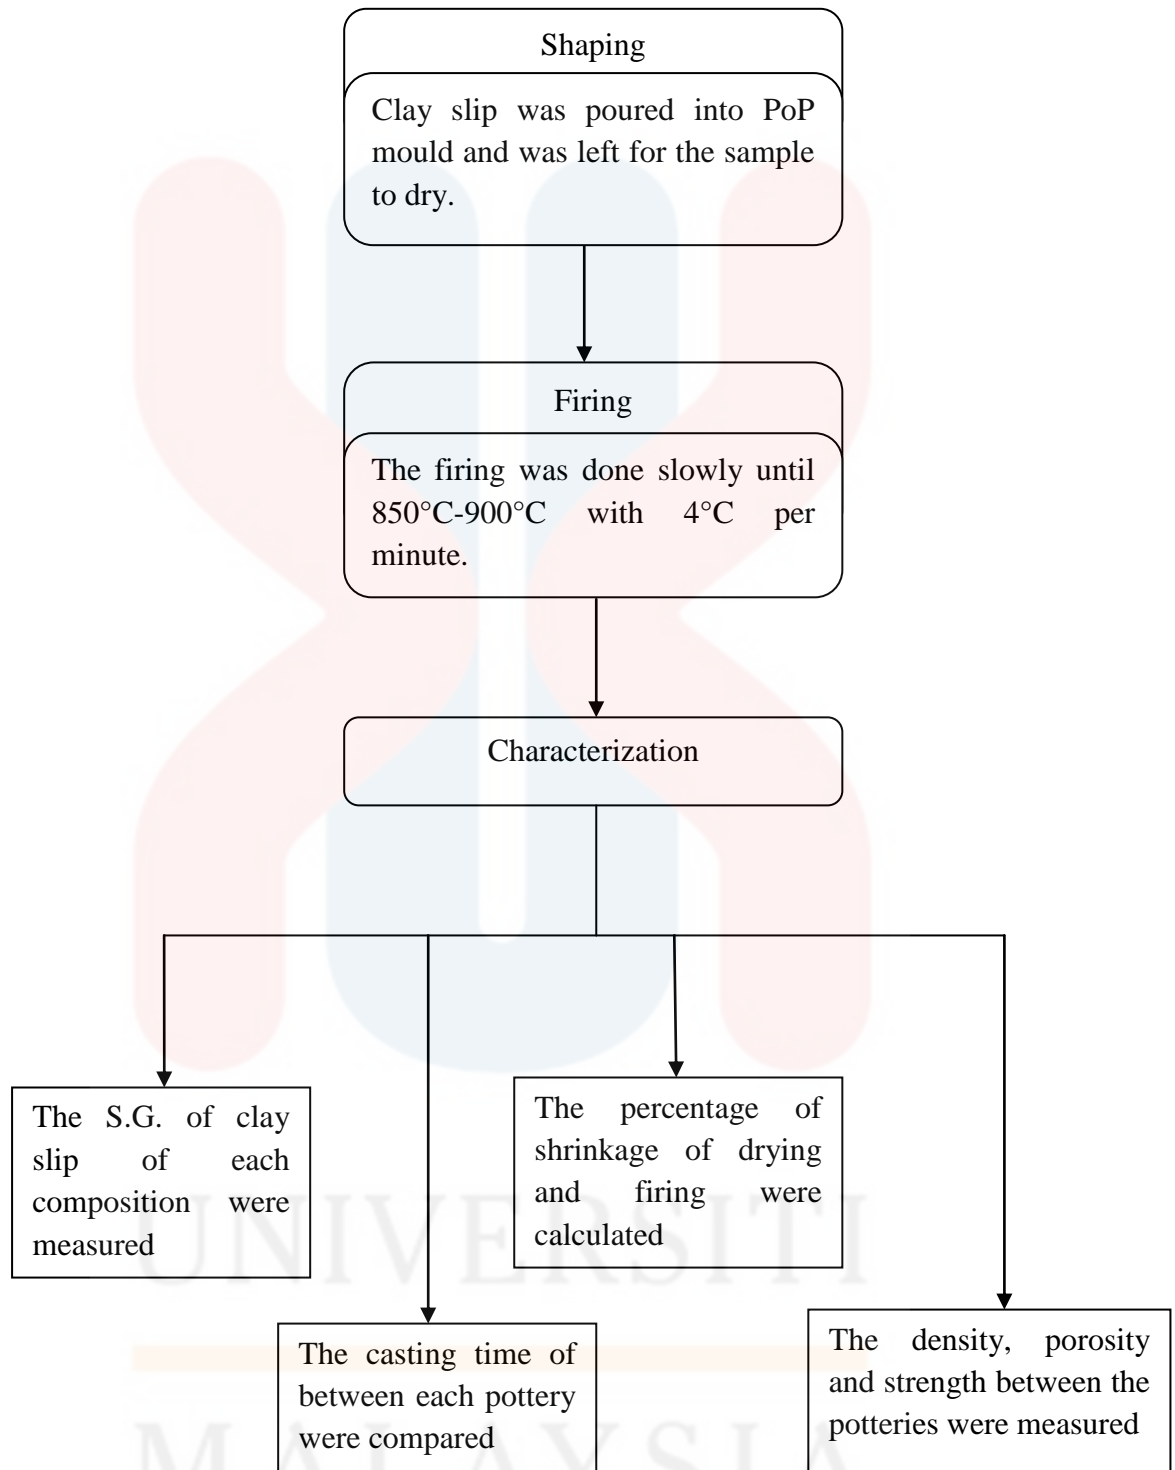 Shaping
Clay slip was poured into PoP
mould and was left for the sample
to dry.
Firing
The firing was done slowly until
850°C-900°C with 4°C per
minute.
Characterization
The S.G. of clay
slip of each
composition were
measured
The percentage of
shrinkage of drying
and firing were
calculated
The casting time of
between each pottery
were compared
The density, porosity
and strength between the
potteries were measured
UNIVERSITI
MALAYSIA